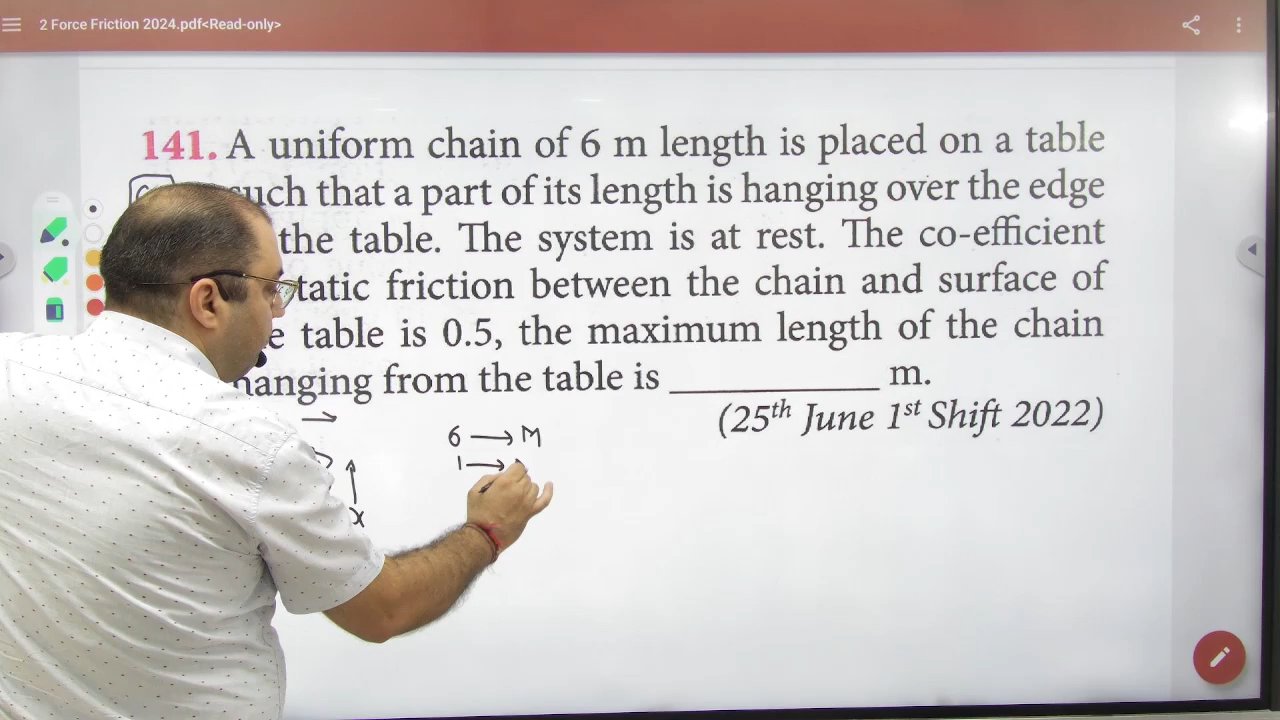 2 Force Friction 2024.pdf<Read-only>
141. A uniform chain of 6 m length is placed on a table
such that a part of its length is hanging over the edge
the table. The system is at rest. The co-efficient
friction between the chain and surface of
table is 0.5, the maximum length of the chain
hanging from the table is ____________ m.
(25th June 1st Shift 2022)
6 → M
1 →
x